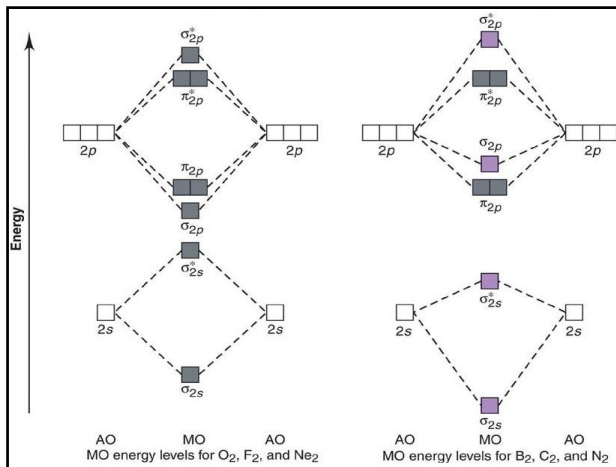 Energy
σ*2p
π*2p
2p 2p
π2p
σ2p
σ*2s
2s 2s
σ2s
AO MO AO
MO energy levels for O2, F2, and Ne2
σ*2p
π*2p
2p 2p
σ2p
π2p
σ*2s
2s 2s
σ2s
AO MO AO
MO energy levels for B2, C2, and N2